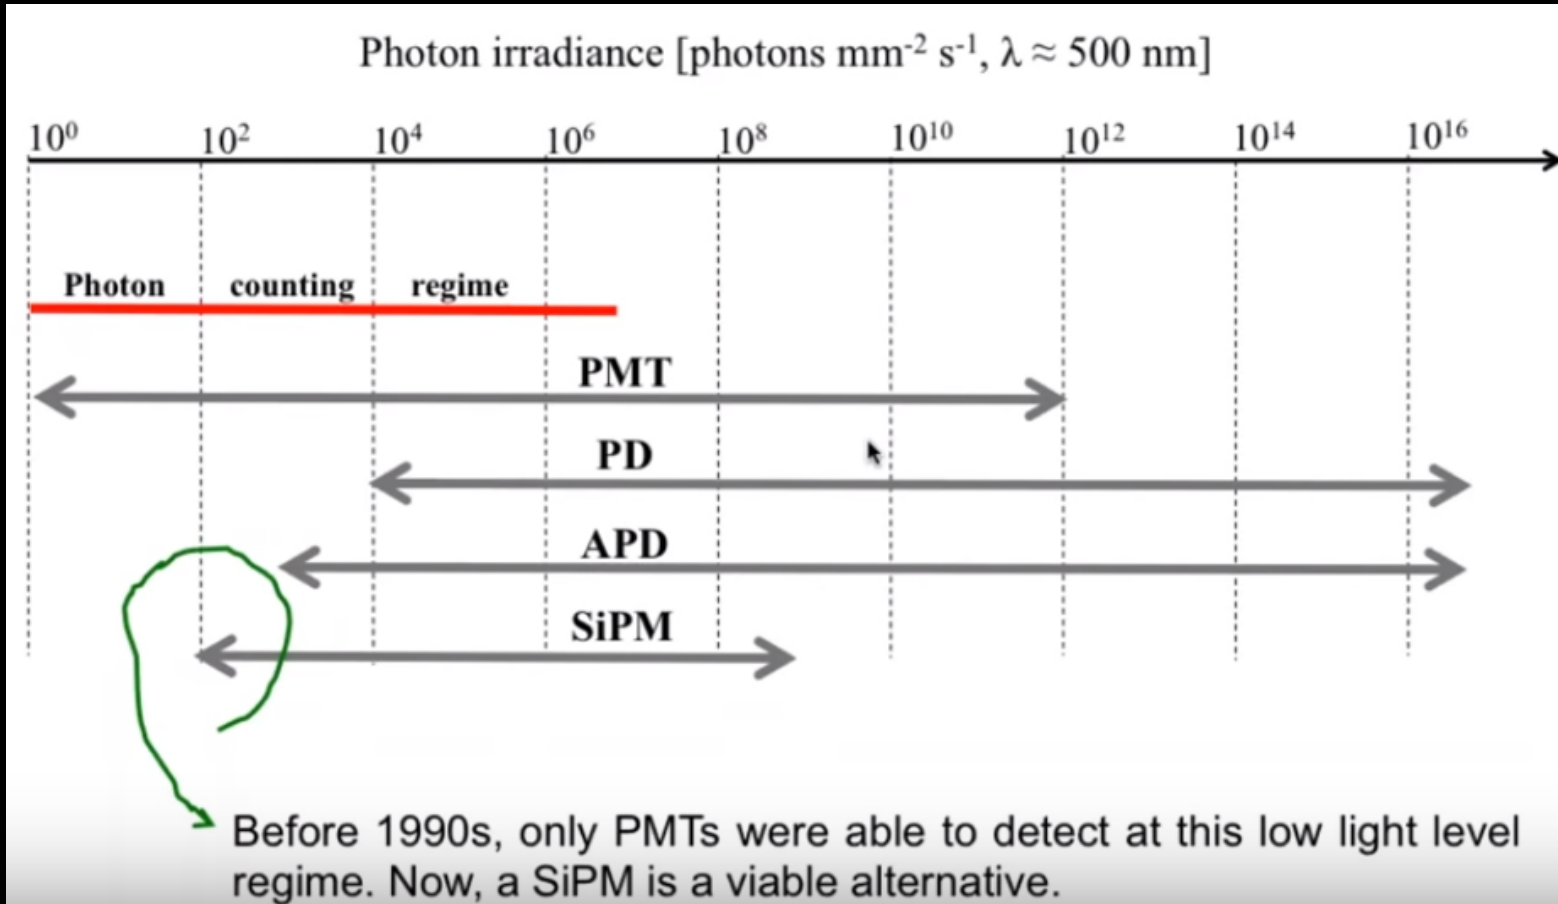 Photon irradiance [photons mm⁻² s⁻¹, λ ≈ 500 nm]
10⁰ 10² 10⁴ 10⁶ 10⁸ 10¹⁰ 10¹² 10¹⁴ 10¹⁶
Photon counting regime
PMT
PD
APD
SiPM
Before 1990s, only PMTs were able to detect at this low light level
regime. Now, a SiPM is a viable alternative.